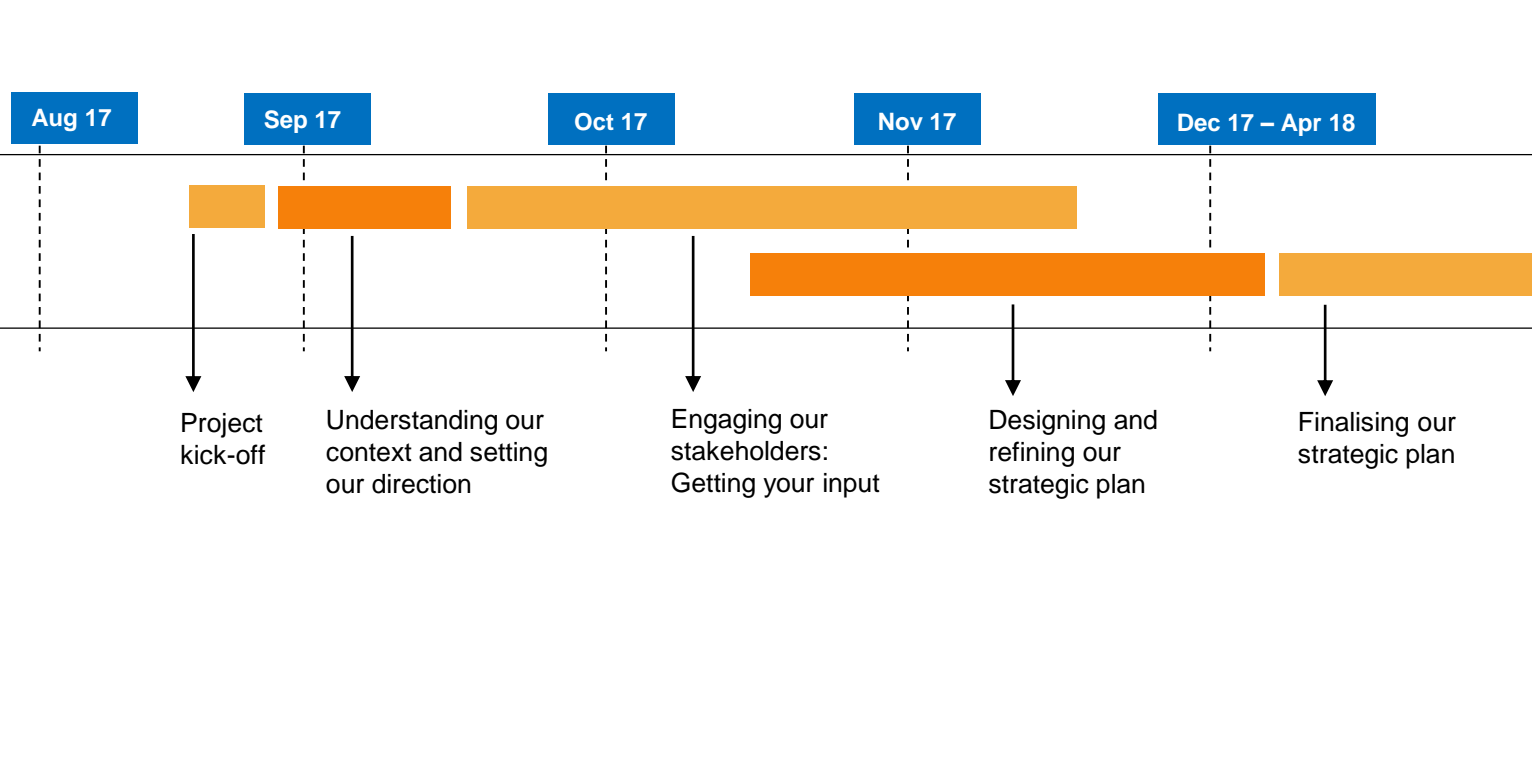 Aug 17
Sep 17
Oct 17
Nov 17
Dec 17 – Apr 18
Project
kick-off
Understanding our
context and setting
our direction
Engaging our
stakeholders:
Getting your input
Designing and
refining our
strategic plan
Finalising our
strategic plan